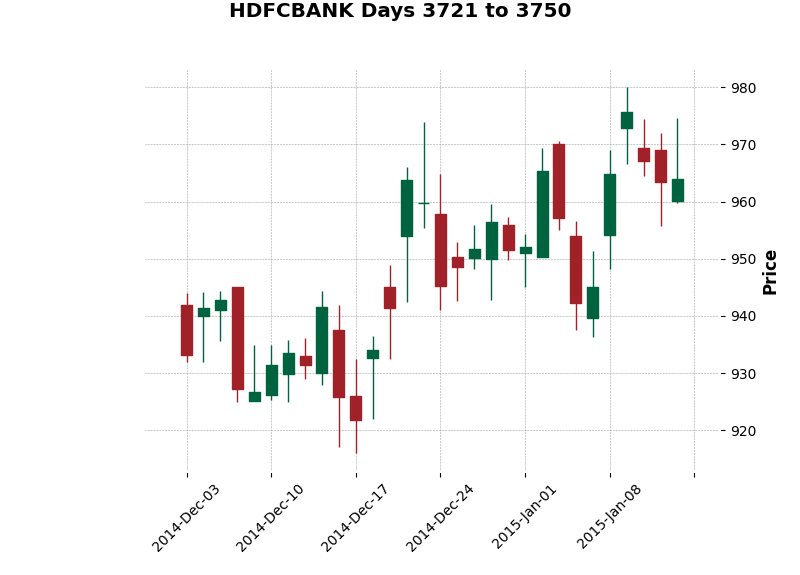 HDFCBANK Days 3721 to 3750
980
970
960
950
940
930
920
Price
2014-Dec-03
2014-Dec-10
2014-Dec-17
2014-Dec-24
2015-Jan-01
2015-Jan-08